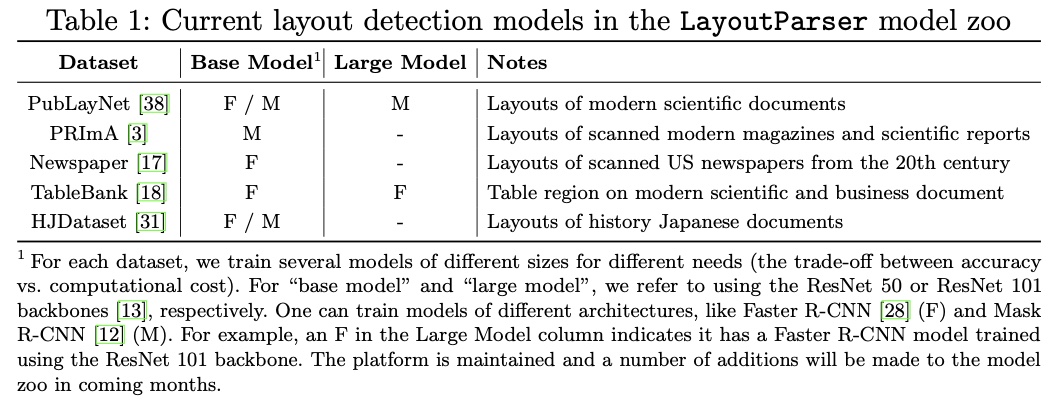 Table 1: Current layout detection models in the LayoutParser model zoo
Dataset Base Model¹ Large Model Notes
PubLayNet [38] F / M M Layouts of modern scientific documents
PRImA [3] M - Layouts of scanned modern magazines and scientific reports
Newspaper [17] F - Layouts of scanned US newspapers from the 20th century
TableBank [18] F F Table region on modern scientific and business document
HJDataset [31] F / M - Layouts of history Japanese documents
¹ For each dataset, we train several models of different sizes for different needs (the trade-off between accuracy
vs. computational cost). For “base model” and “large model”, we refer to using the ResNet 50 or ResNet 101
backbones [13], respectively. One can train models of different architectures, like Faster R-CNN [28] (F) and Mask
R-CNN [12] (M). For example, an F in the Large Model column indicates it has a Faster R-CNN model trained
using the ResNet 101 backbone. The platform is maintained and a number of additions will be made to the model
zoo in coming months.